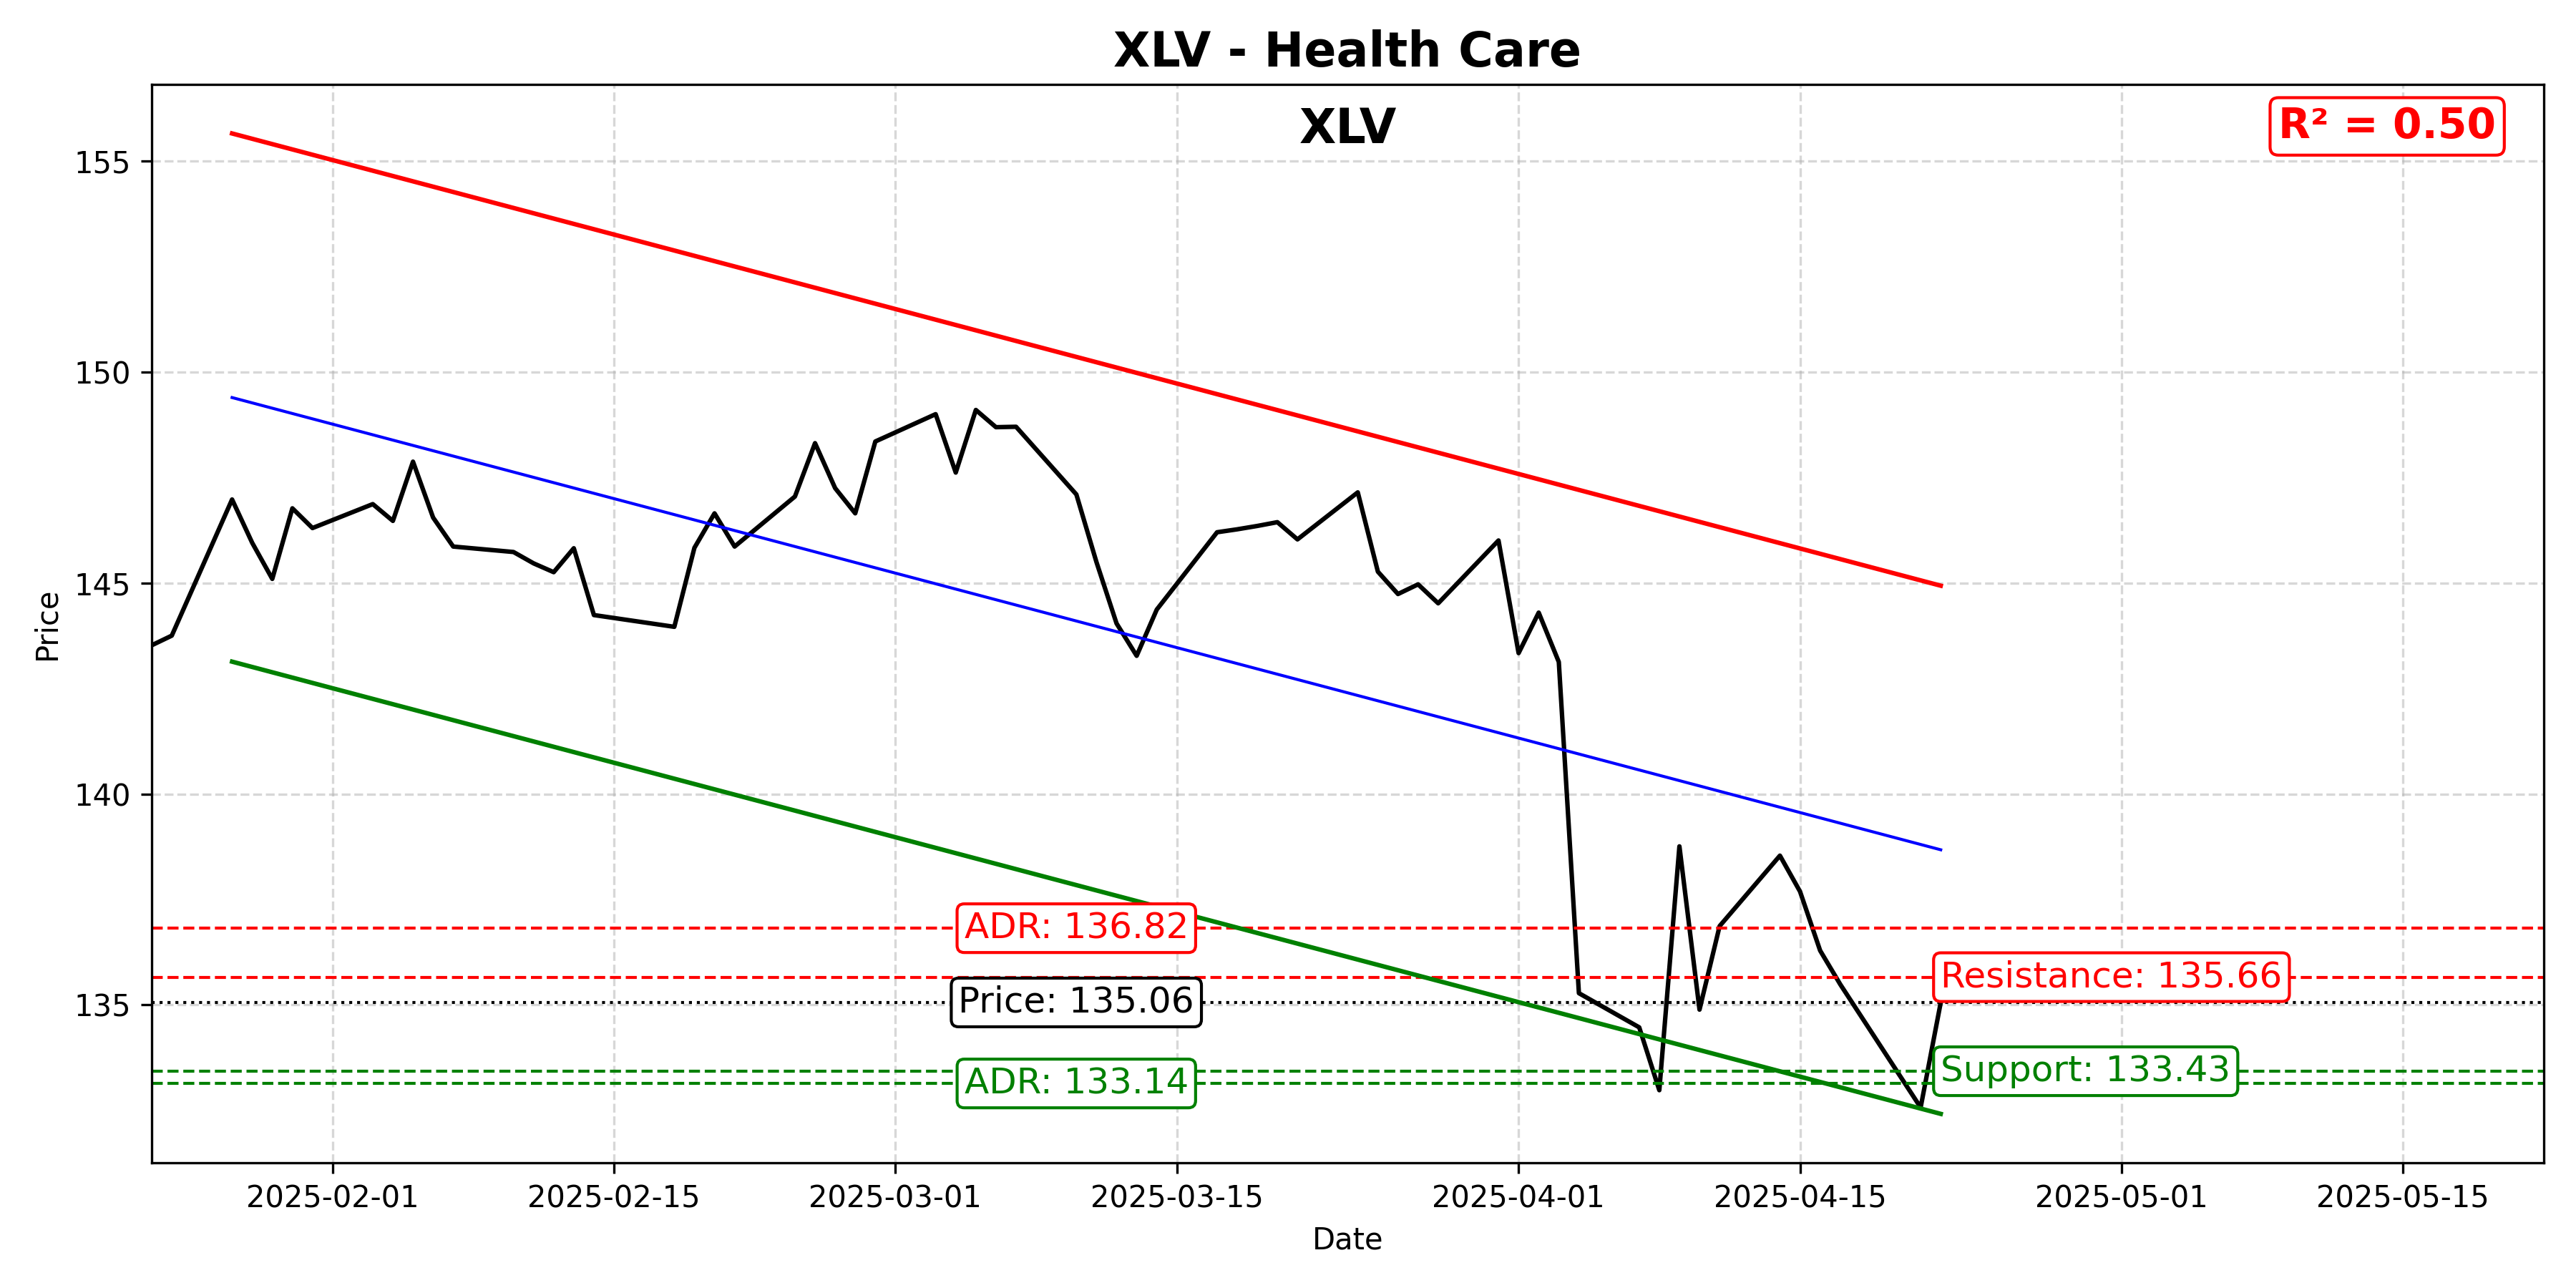 XLV - Health Care
XLV
R² = 0.50
155
150
145
140
135
Price
ADR: 136.82
Resistance: 135.66
Price: 135.06
Support: 133.43
ADR: 133.14
2025-02-01
2025-02-15
2025-03-01
2025-03-15
2025-04-01
2025-04-15
2025-05-01
2025-05-15
Date